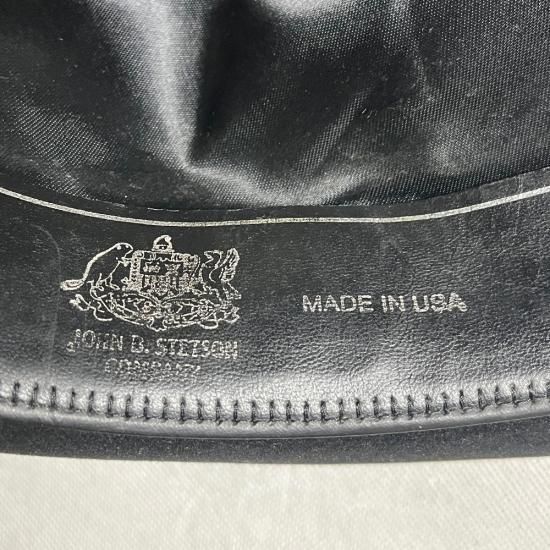 JOHN B. STETSON
COMPANY
MADE IN USA